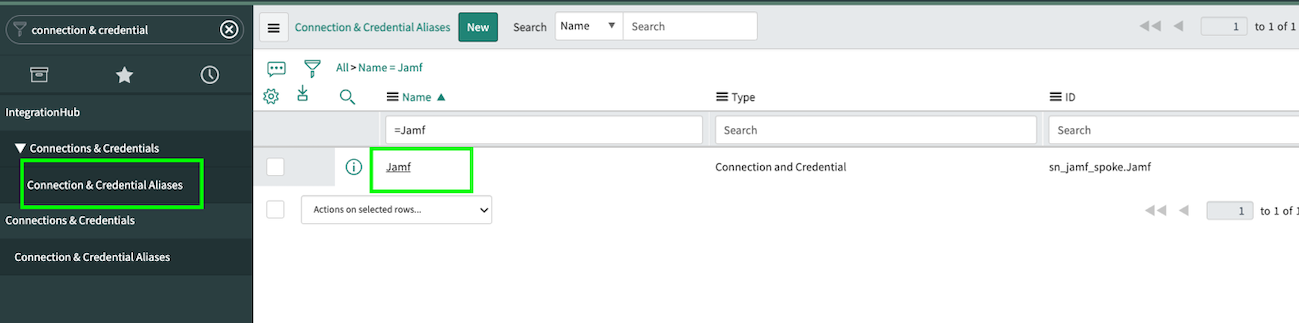 connection & credential
IntegrationHub
Connections & Credentials
Connection & Credential Aliases
Connections & Credentials
Connection & Credential Aliases
Connection & Credential Aliases New Search Name Search 1 to 1 of 1
All > Name = Jamf
Name Type ID
=Jamf Search Search
Jamf Connection and Credential sn_jamf_spoke.Jamf
Actions on selected rows... 1 to 1 of 1